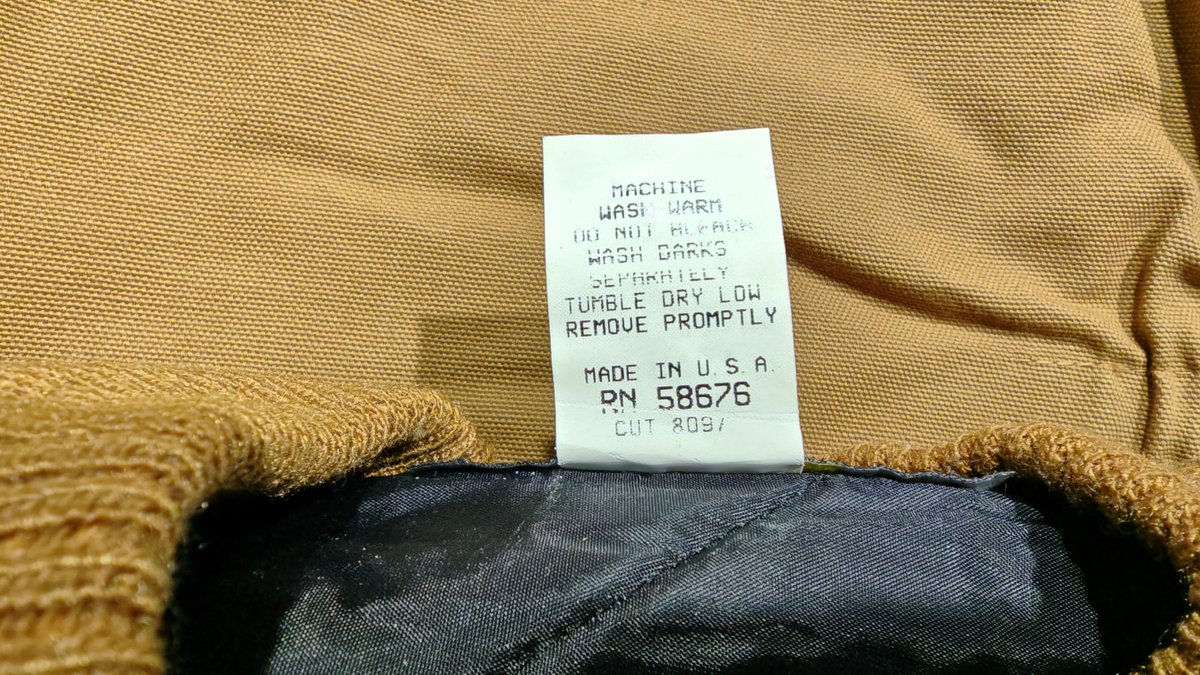 MACHINE
WASH WARM
DO NOT BLEACH
WASH DARKS
SEPARATELY
TUMBLE DRY LOW
REMOVE PROMPTLY
MADE IN U.S.A.
RN 58676
CUT